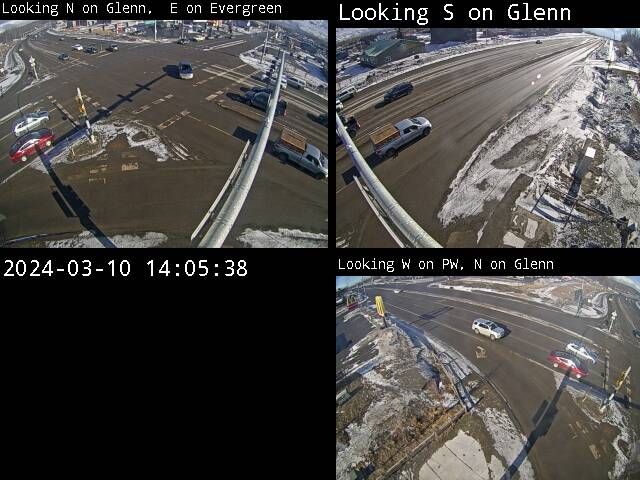 Looking N on Glenn,  E on Evergreen
Looking S on Glenn
2024-03-10 14:05:38
Looking W on PW, N on Glenn